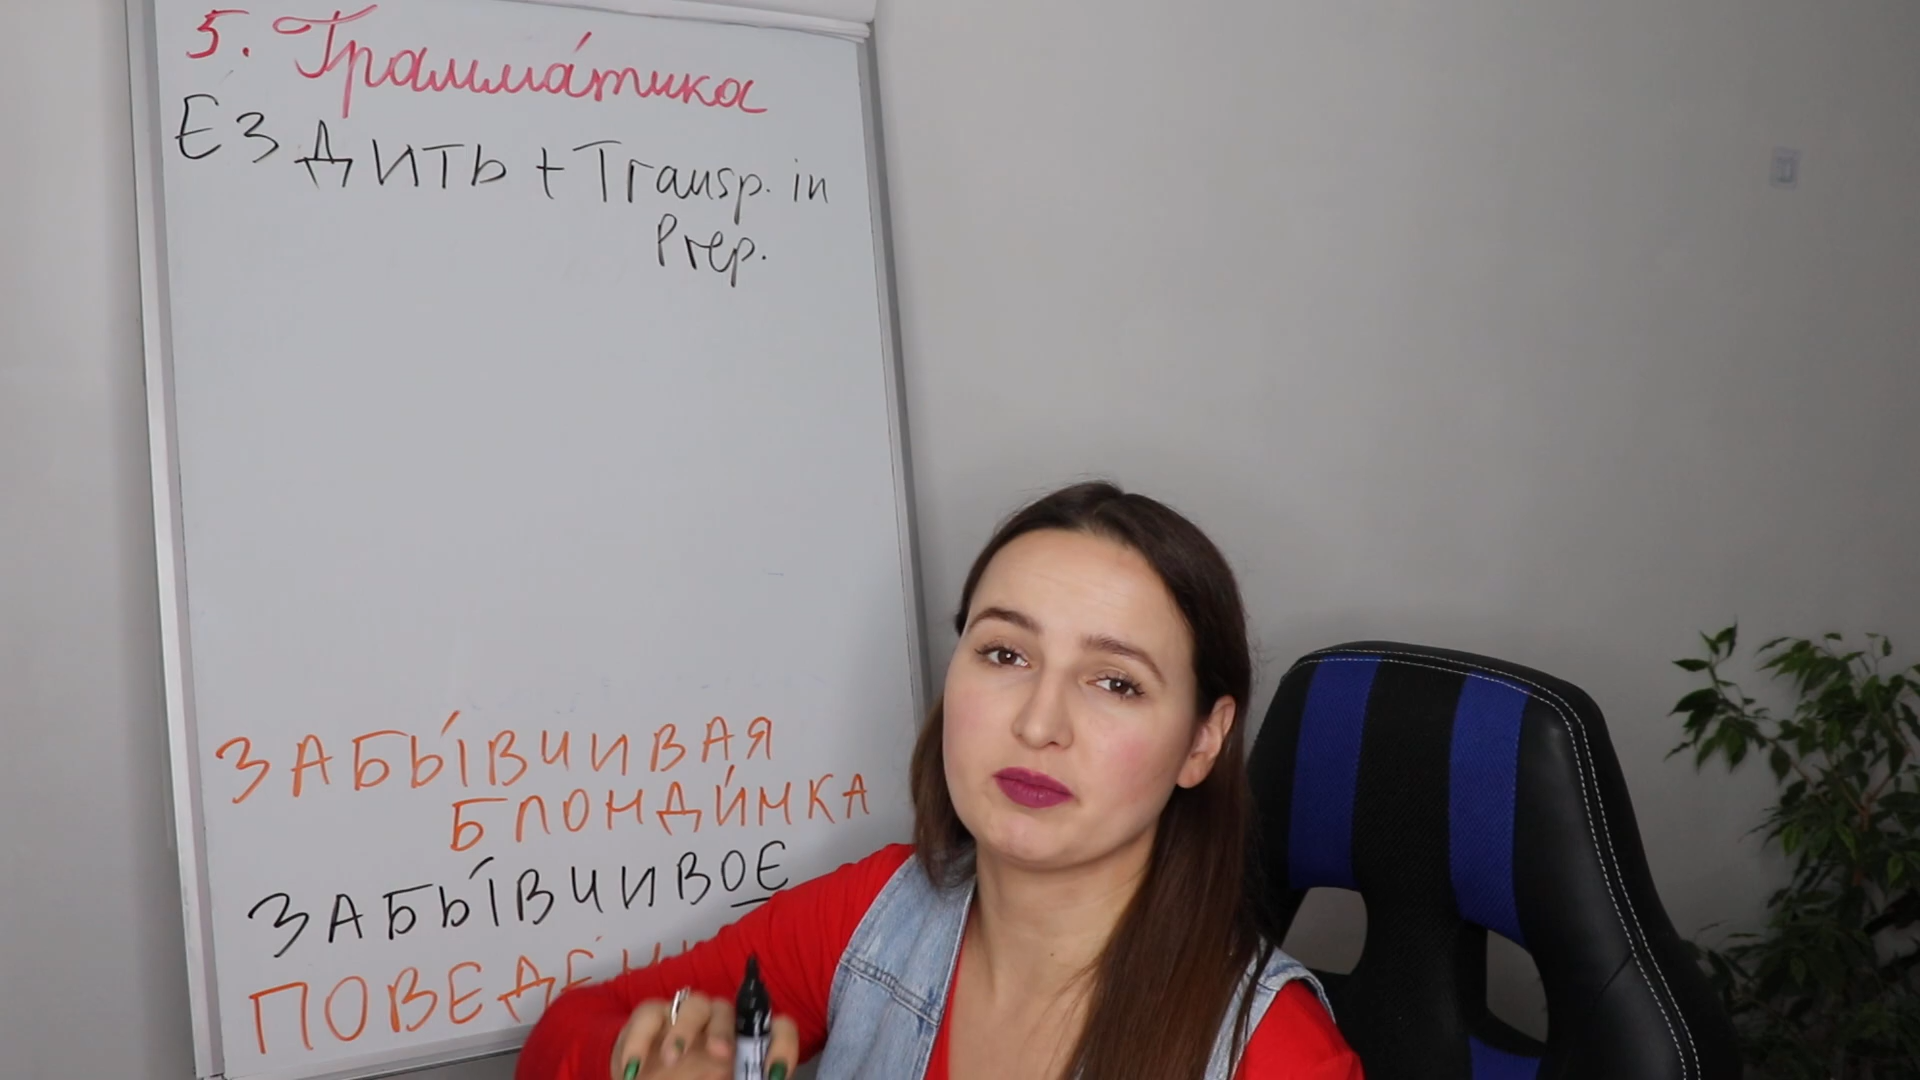 5. Грамма́тика
ЕЗДИТЬ + Transp. in
Prep.
ЗАБЫ́ВЧИВАЯ
БЛОНДИ́НКА
ЗАБЫ́ВЧИВОЕ